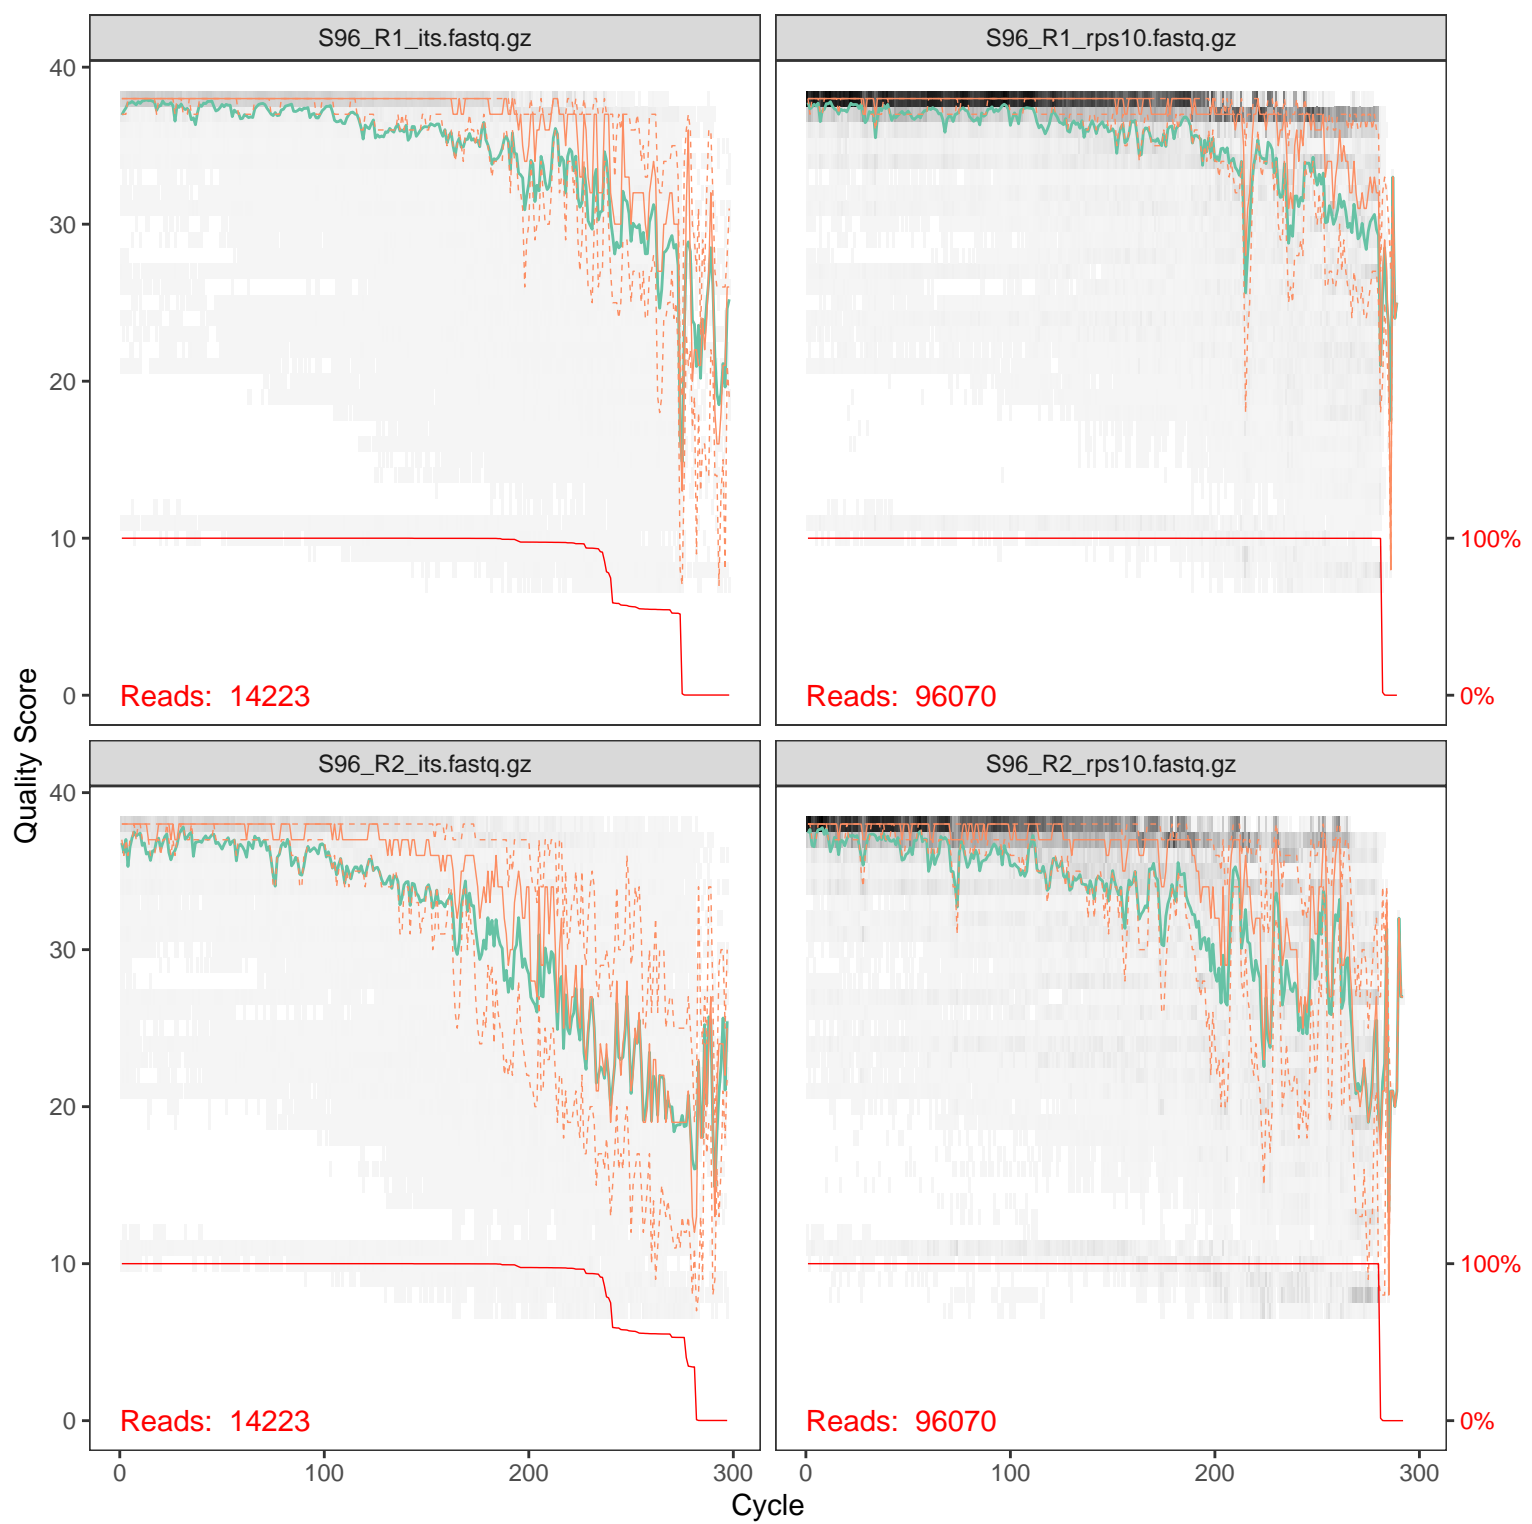 S96_R1_its.fastq.gz
S96_R1_rps10.fastq.gz
40
30
20
10
0
Reads: 14223
Reads: 96070
100%
0%
Quality Score
S96_R2_its.fastq.gz
S96_R2_rps10.fastq.gz
40
30
20
10
0
Reads: 14223
Reads: 96070
100%
0%
0 100 200 300
0 100 200 300
Cycle